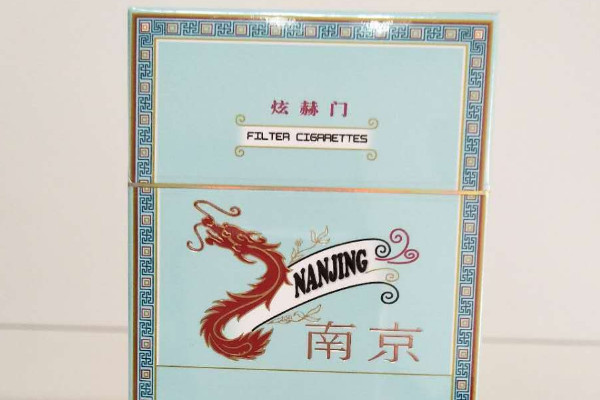 炫赫门
FILTER CIGARETTES
NANJING
南京